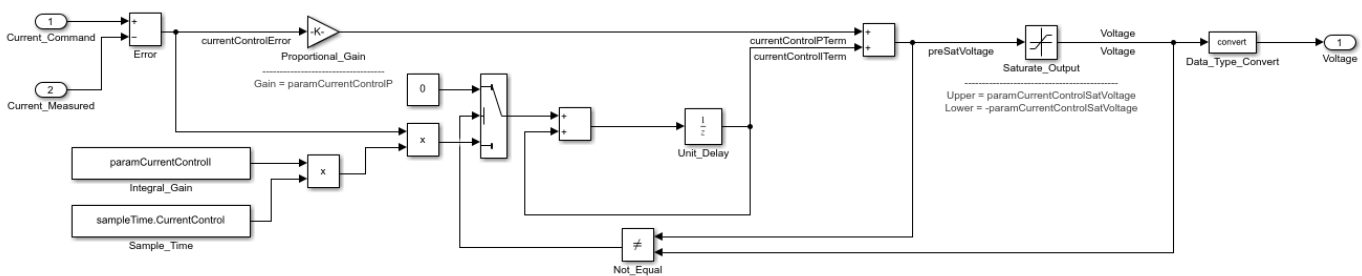 1
Current_Command
2
Current_Measured
+
−
Error
currentControlError
-K-
Proportional_Gain
--------------------------------
Gain = paramCurrentControlP
paramCurrentControlI
Integral_Gain
sampleTime.CurrentControl
Sample_Time
x
x
0
+
+
1
z
Unit_Delay
currentControlPTerm
currentControlITerm
+
+
preSatVoltage
Saturate_Output
----------------------------------------
Upper = paramCurrentControlSatVoltage
Lower = -paramCurrentControlSatVoltage
≠
Not_Equal
Voltage
Voltage
convert
Data_Type_Convert
1
Voltage